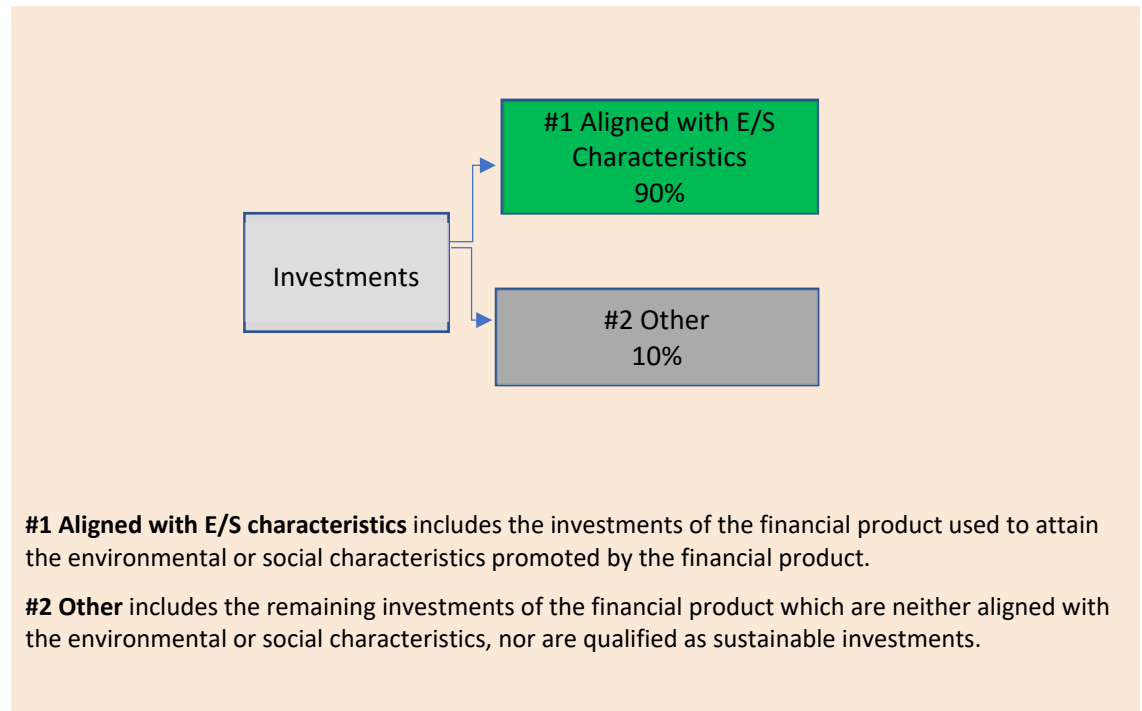 #1 Aligned with E/S
Characteristics
90%
Investments
#2 Other
10%
#1 Aligned with E/S characteristics includes the investments of the financial product used to attain
the environmental or social characteristics promoted by the financial product.
#2 Other includes the remaining investments of the financial product which are neither aligned with
the environmental or social characteristics, nor are qualified as sustainable investments.